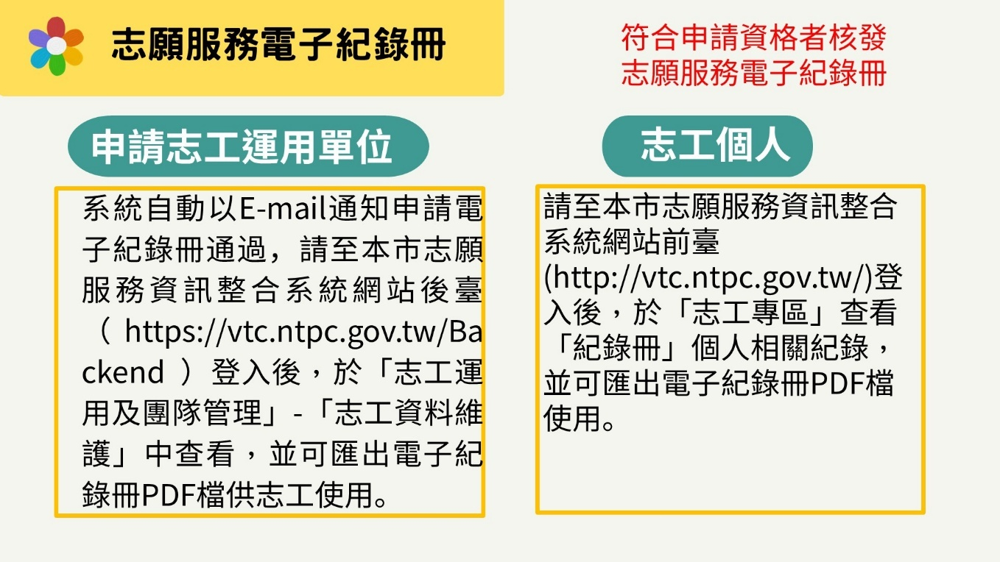 志願服務電子紀錄冊
符合申請資格者核發
志願服務電子紀錄冊
申請志工運用單位
系統自動以E-mail通知申請電
子紀錄冊通過，請至本市志願
服務資訊整合系統網站後臺
（https://vtc.ntpc.gov.tw/Ba
ckend ）登入後，於「志工運
用及團隊管理」-「志工資料維
護」中查看，並可匯出電子紀
錄冊PDF檔供志工使用。
志工個人
請至本市志願服務資訊整合
系統網站前臺
(http://vtc.ntpc.gov.tw/)登
入後，於「志工專區」查看
「紀錄冊」個人相關紀錄，
並可匯出電子紀錄冊PDF檔
使用。